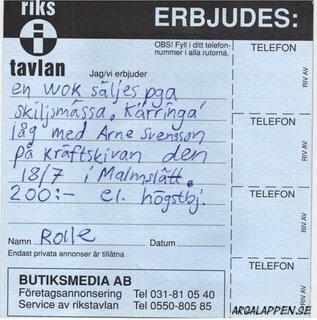 riks
i
tavlan
ERBJUDES:
OBS! Fyll i ditt telefon-
nummer i alla rutorna.
Jag/vi erbjuder
en wok säljes pga
skiljsmässa. Kärringa'
låg med Arne Svensson
på kräftskivan den
18/7 i Malmslätt.
200:- el. högstbj.
Namn Rolle Datum
Endast privata annonser är tillåtna
TELEFON
RIV AV
TELEFON
RIV AV
TELEFON
RIV AV
TELEFON
RIV AV
TELEFON
BUTIKSMEDIA AB
Företagsannonsering Tel 031-81 05 40
Service av rikstavlan Tel 0550-805 85
ARGALAPPEN.SE